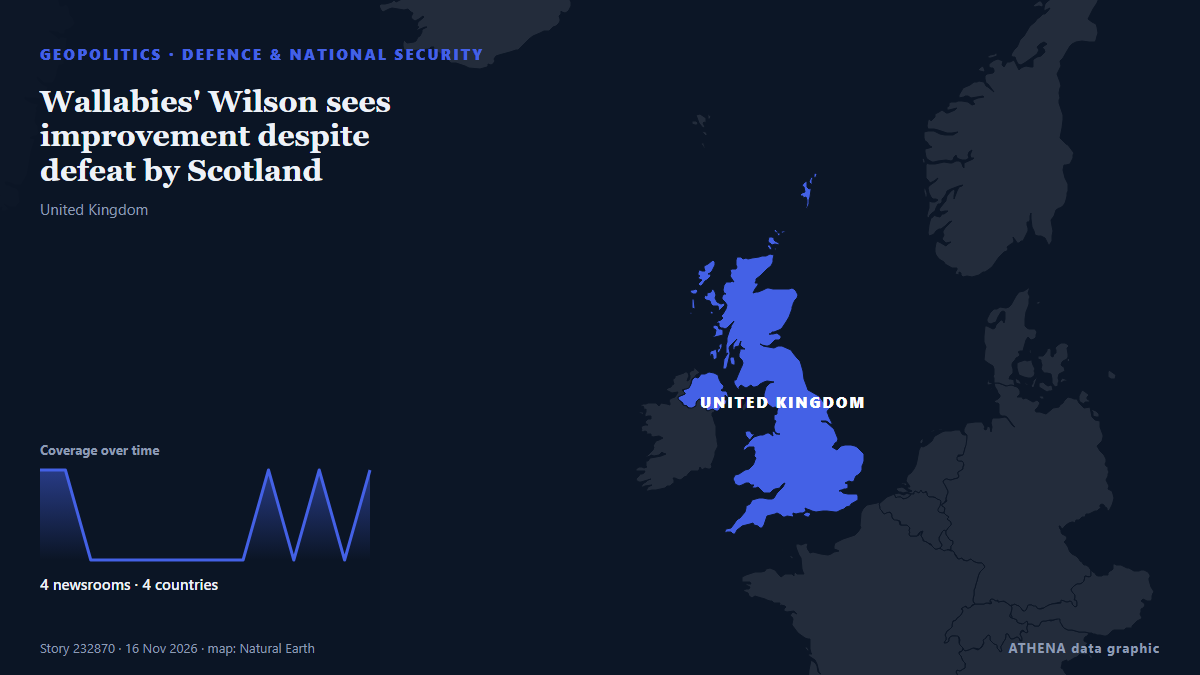 GEOPOLITICS · DEFENCE & NATIONAL SECURITY
Wallabies' Wilson sees
improvement despite
defeat by Scotland
United Kingdom
UNITED KINGDOM
Coverage over time
4 newsrooms · 4 countries
Story 232870 · 16 Nov 2026 · map: Natural Earth
ATHENA data graphic